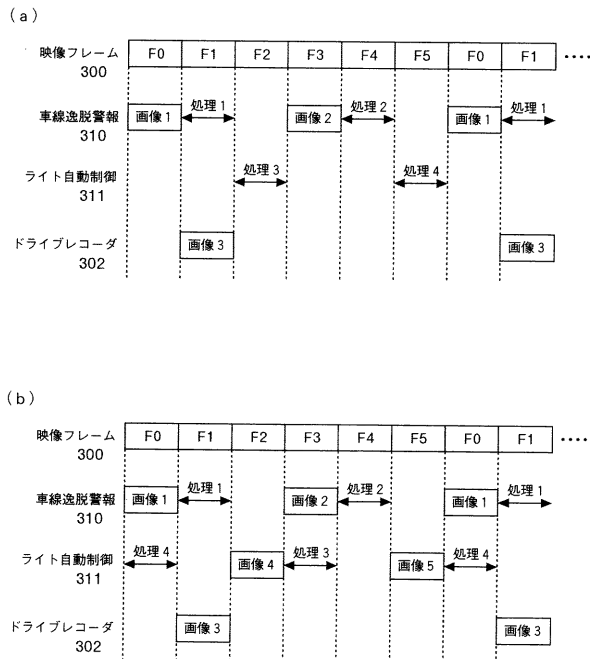 (a)
映像フレーム F0 F1 F2 F3 F4 F5 F0 F1 ‥‥
300
車線逸脱警報 画像1 処理1 画像2 処理2 画像1 処理1
310
ライト自動制御 処理3 処理4
311
ドライブレコーダ 画像3 画像3
302
(b)
映像フレーム F0 F1 F2 F3 F4 F5 F0 F1 ‥‥
300
車線逸脱警報 画像1 処理1 画像2 処理2 画像1 処理1
310
ライト自動制御 処理4 画像4 処理3 画像5 処理4
311
ドライブレコーダ 画像3 画像3
302